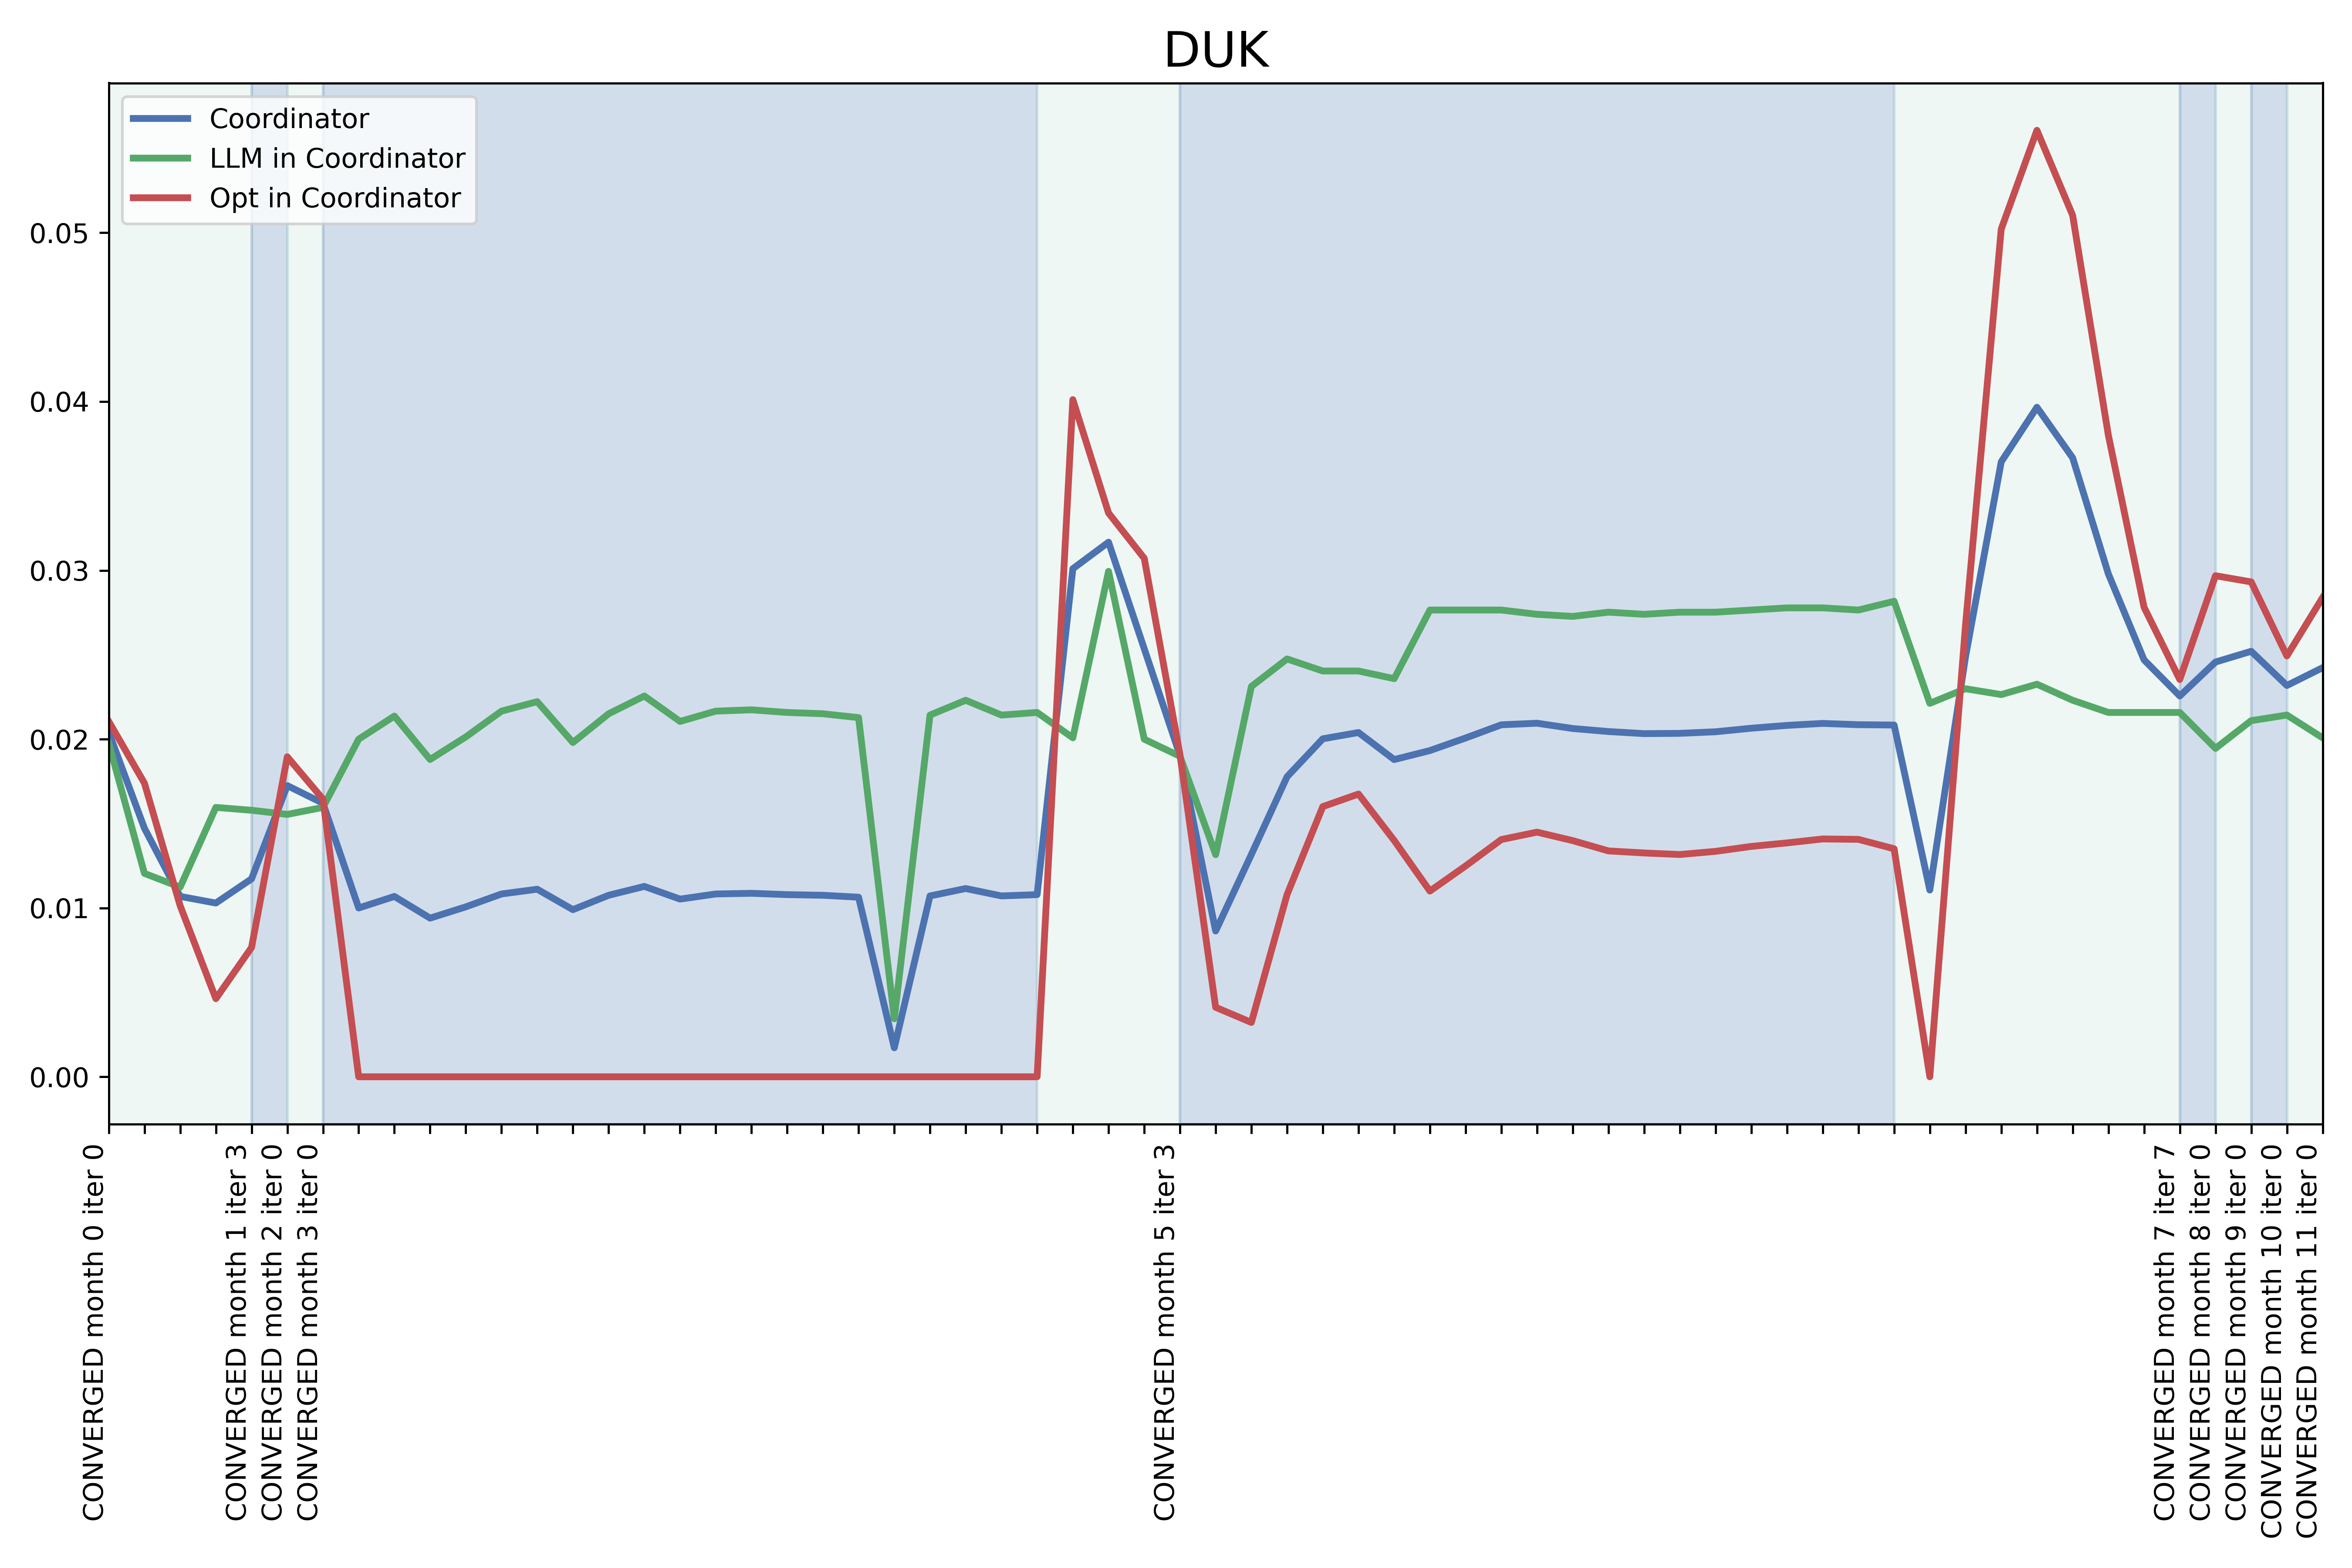 DUK
Coordinator
LLM in Coordinator
Opt in Coordinator
0.05
0.04
0.03
0.02
0.01
0.00
CONVERGED month 0 iter 0
CONVERGED month 1 iter 3
CONVERGED month 2 iter 0
CONVERGED month 3 iter 0
CONVERGED month 5 iter 3
CONVERGED month 7 iter 7
CONVERGED month 8 iter 0
CONVERGED month 9 iter 0
CONVERGED month 10 iter 0
CONVERGED month 11 iter 0